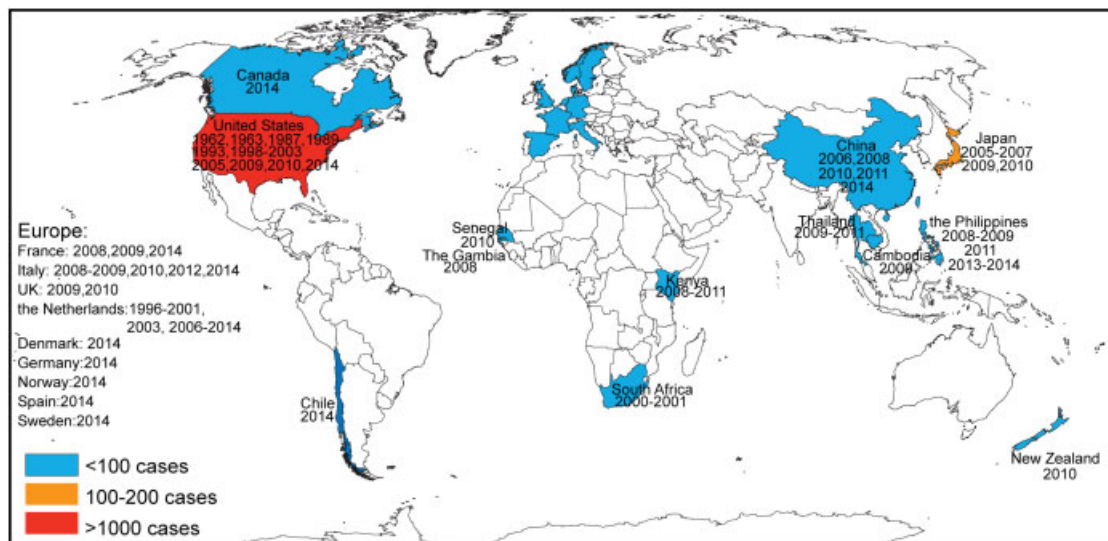 Canada
2014
United States
1962, 1963, 1987, 1989
1993, 1998-2003
2005,2009,2010,2014
Europe:
France: 2008,2009,2014
Italy: 2008-2009,2010,2012,2014
UK: 2009,2010
the Netherlands:1996-2001,
2003, 2006-2014
Denmark: 2014
Germany:2014
Norway:2014
Spain:2014
Sweden:2014
Chile
2014
Senegal
2010
The Gambia
2008
Kenya
2008-2011
South Africa
2000-2001
China
2006,2008
2010,2011
2014
Japan
2005-2007
2009,2010
Thailand
2009-2011
Cambodia
2009
the Philippines
2008-2009
2011
2013-2014
New Zealand
2010
<100 cases
100-200 cases
>1000 cases